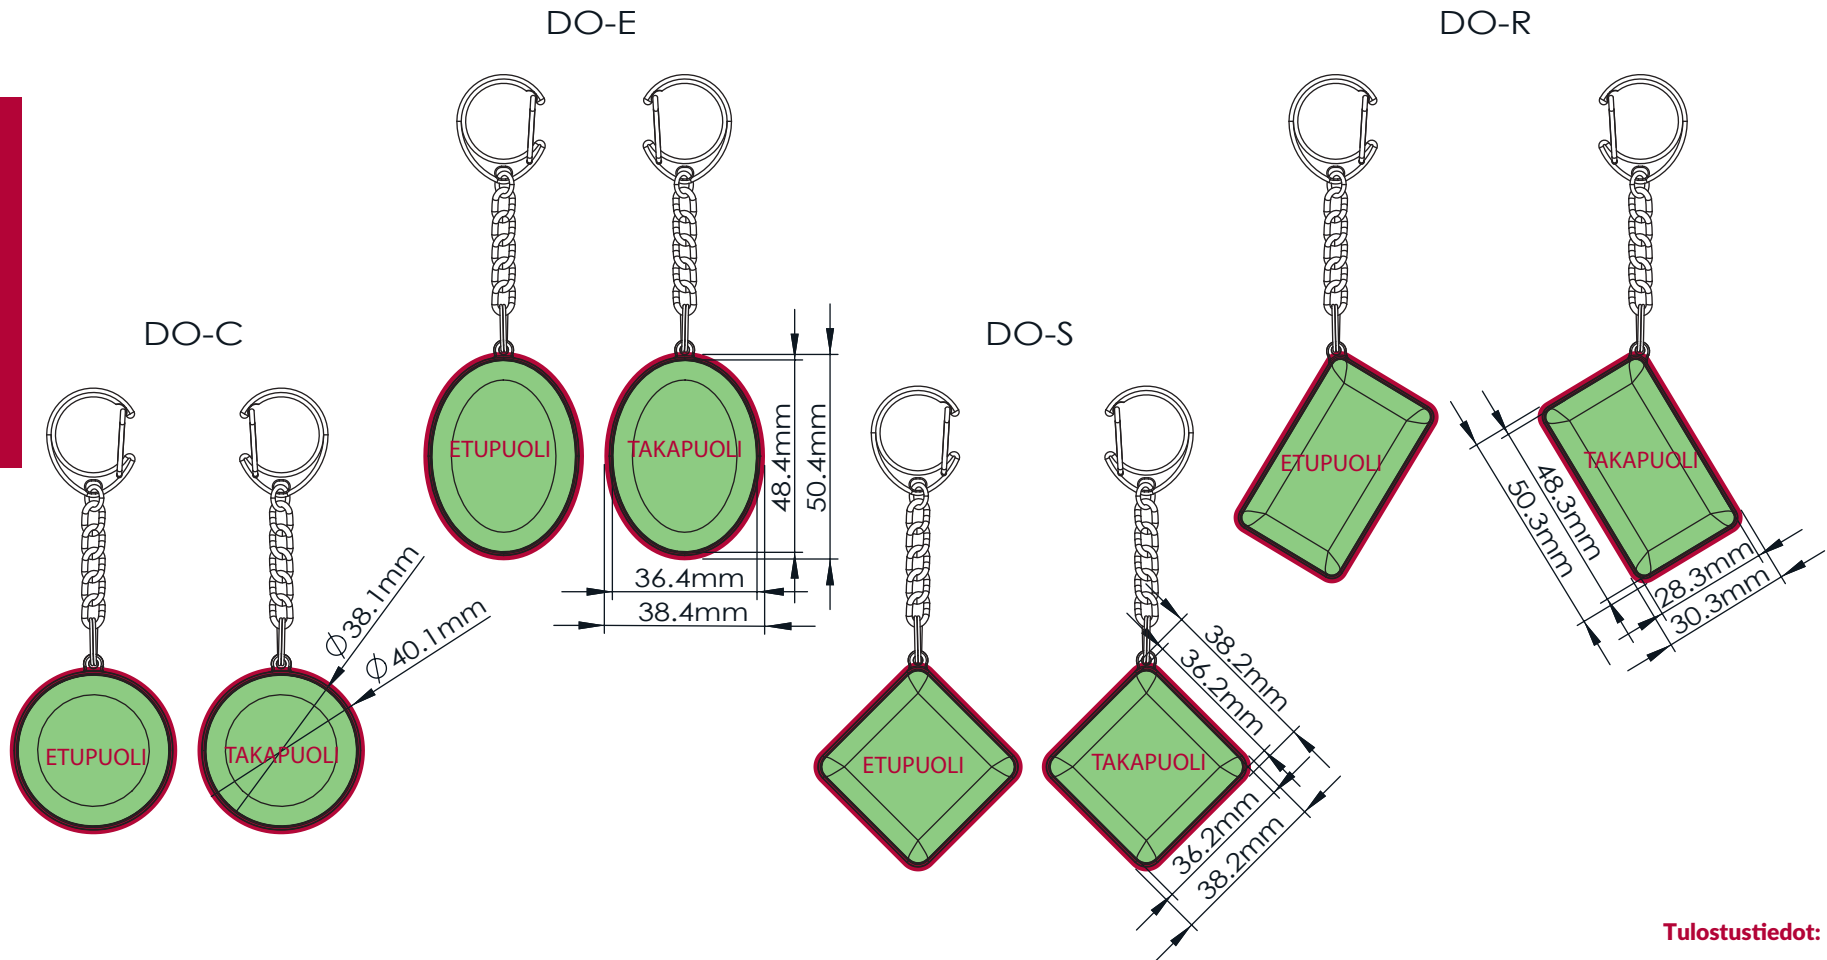 DO-E
DO-R
DO-C
DO-S
ETUPUOLI
TAKAPUOLI
48.4mm
50.4mm
36.4mm
38.4mm
ETUPUOLI
TAKAPUOLI
48.3mm
50.3mm
28.3mm
30.3mm
ETUPUOLI
TAKAPUOLI
Φ 38.1mm
Φ 40.1mm
ETUPUOLI
TAKAPUOLI
38.2mm
36.2mm
36.2mm
38.2mm
Tulostustiedot: